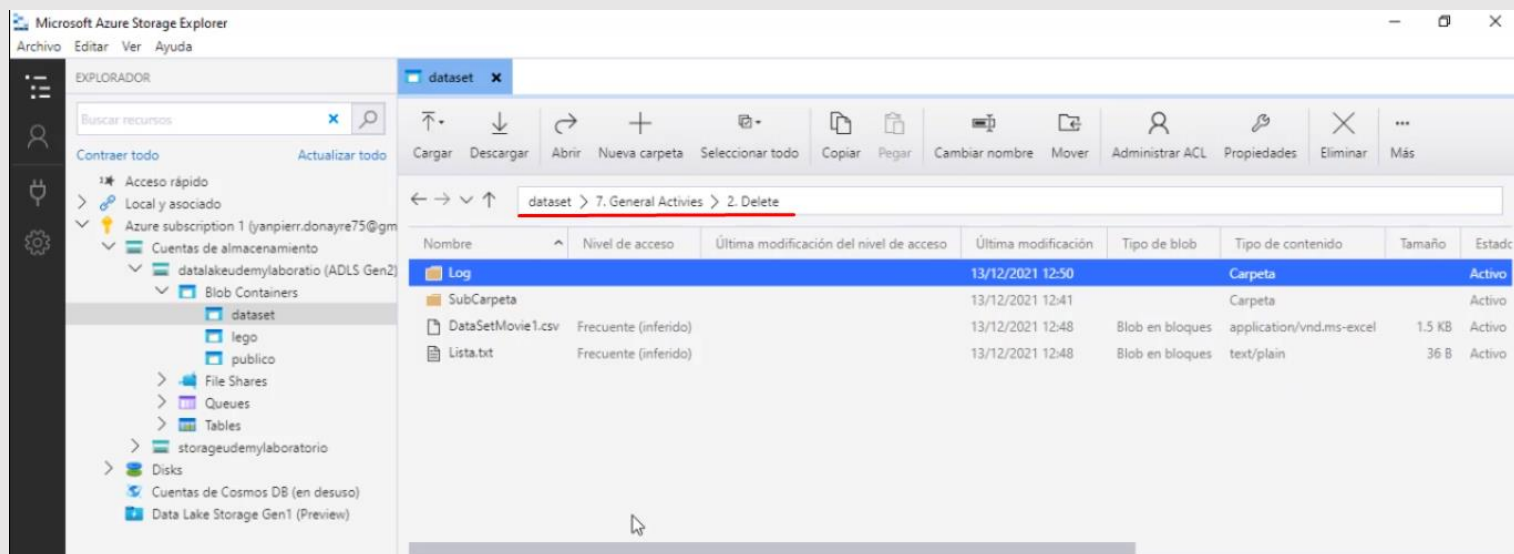 Microsoft Azure Storage Explorer
Archivo Editar Ver Ayuda
EXPLORADOR
Buscar recursos
Contraer todo Actualizar todo
Acceso rápido
Local y asociado
Azure subscription 1 (yanpierr.donayre75@gm
Cuentas de almacenamiento
datalakeudemylaboratio (ADLS Gen2)
Blob Containers
dataset
lego
publico
File Shares
Queues
Tables
storageudemylaboratorio
Disks
Cuentas de Cosmos DB (en desuso)
Data Lake Storage Gen1 (Preview)
dataset
Cargar Descargar Abrir Nueva carpeta Seleccionar todo Copiar Pegar Cambiar nombre Mover Administrar ACL Propiedades Eliminar Más
dataset > 7. General Activies > 2. Delete
Nombre Nivel de acceso Última modificación del nivel de acceso Última modificación Tipo de blob Tipo de contenido Tamaño Estadc
Log 13/12/2021 12:50 Carpeta Activo
SubCarpeta 13/12/2021 12:41 Carpeta Activo
DataSetMovie1.csv Frecuente (inferido) 13/12/2021 12:48 Blob en bloques application/vnd.ms-excel 1.5 KB Activo
Lista.txt Frecuente (inferido) 13/12/2021 12:48 Blob en bloques text/plain 36 B Activo